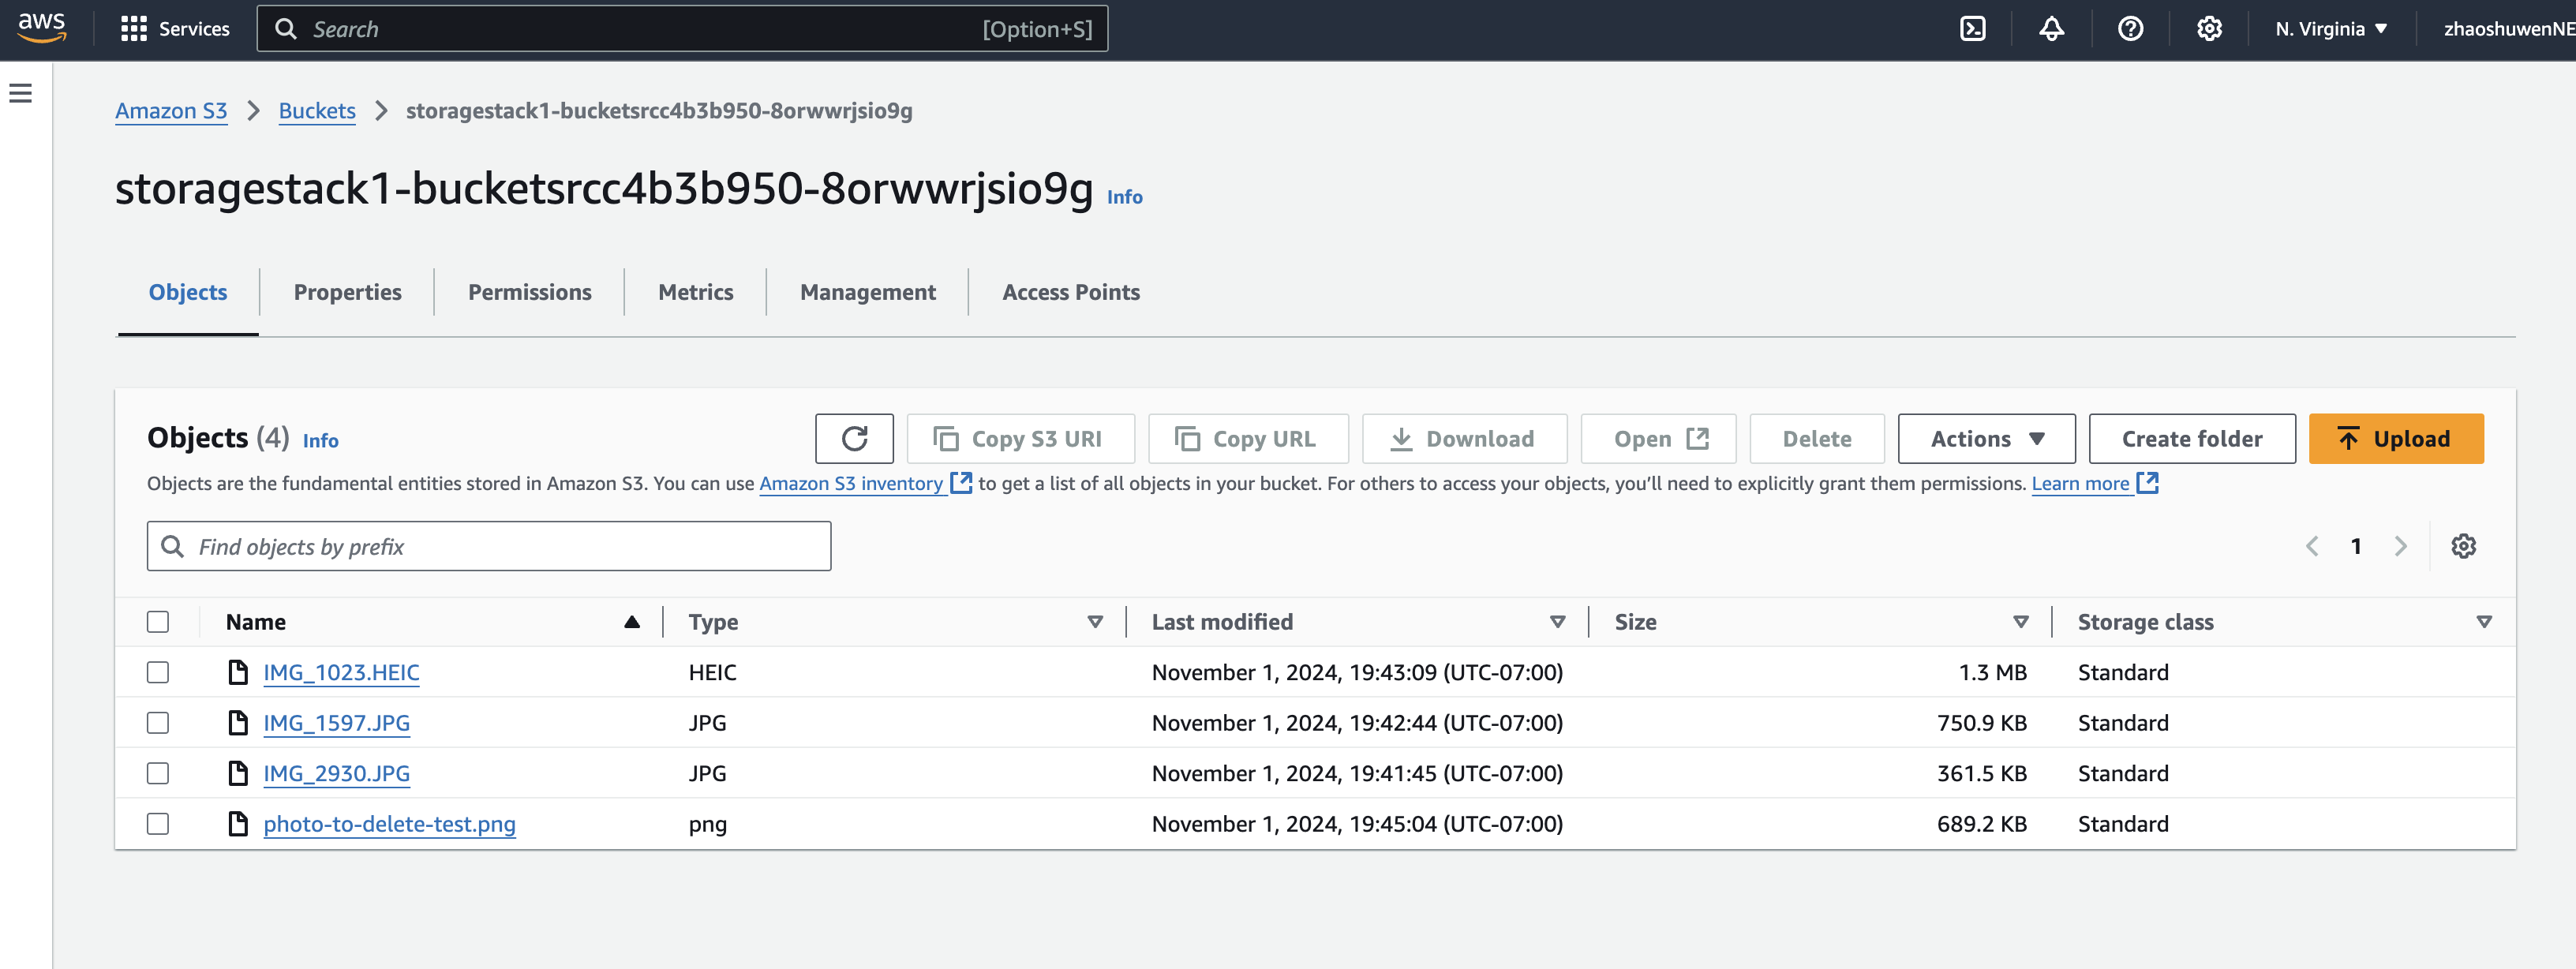 aws Services Search [Option+S] N. Virginia zhaoshuwenNE
Amazon S3 > Buckets > storagestack1-bucketsrcc4b3b950-8orwwrjsio9g
storagestack1-bucketsrcc4b3b950-8orwwrjsio9g Info
Objects Properties Permissions Metrics Management Access Points
Objects (4) Info Copy S3 URI Copy URL Download Open Delete Actions Create folder Upload
Objects are the fundamental entities stored in Amazon S3. You can use Amazon S3 inventory to get a list of all objects in your bucket. For others to access your objects, you’ll need to explicitly grant them permissions. Learn more
Find objects by prefix 1
Name Type Last modified Size Storage class
IMG_1023.HEIC HEIC November 1, 2024, 19:43:09 (UTC-07:00) 1.3 MB Standard
IMG_1597.JPG JPG November 1, 2024, 19:42:44 (UTC-07:00) 750.9 KB Standard
IMG_2930.JPG JPG November 1, 2024, 19:41:45 (UTC-07:00) 361.5 KB Standard
photo-to-delete-test.png png November 1, 2024, 19:45:04 (UTC-07:00) 689.2 KB Standard